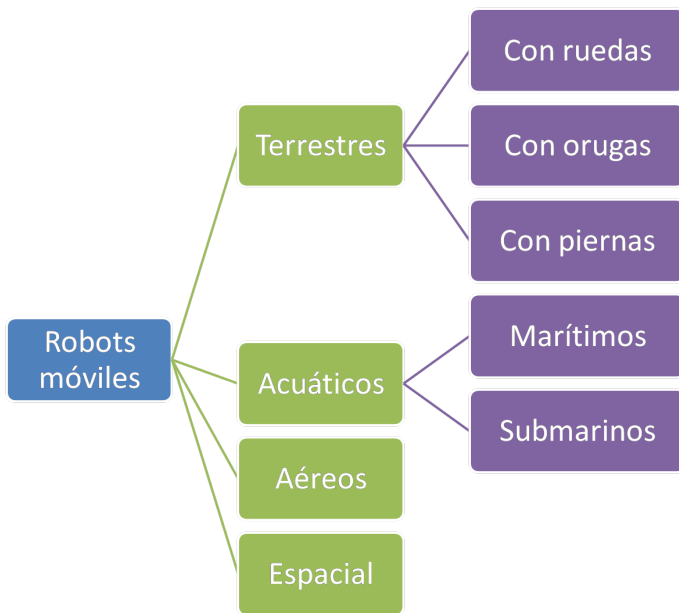 Robots
móviles
Terrestres
Con ruedas
Con orugas
Con piernas
Acuáticos
Marítimos
Submarinos
Aéreos
Espacial